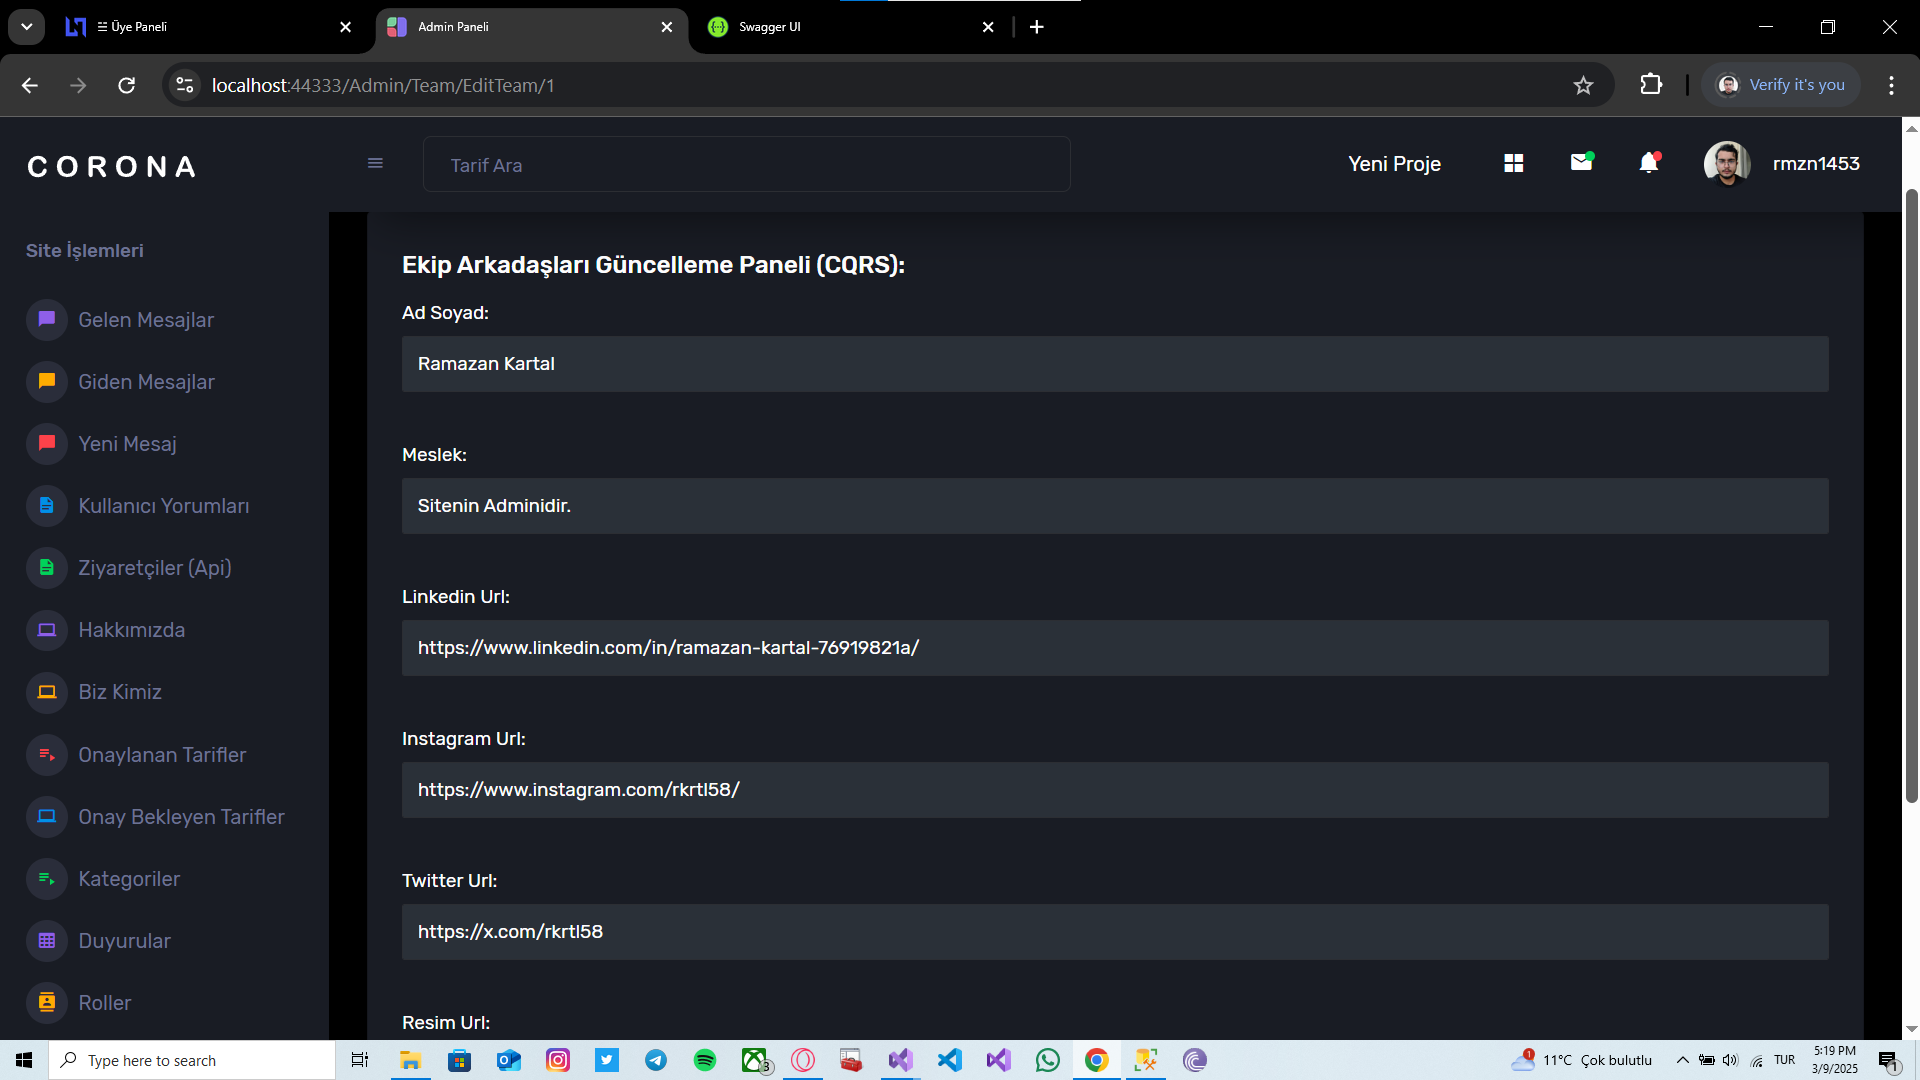 ☰ Üye Paneli
Admin Paneli
Swagger UI
localhost:44333/Admin/Team/EditTeam/1
Verify it's you
CORONA
Tarif Ara
Yeni Proje
rmzn1453
Site İşlemleri
Gelen Mesajlar
Giden Mesajlar
Yeni Mesaj
Kullanıcı Yorumları
Ziyaretçiler (Api)
Hakkımızda
Biz Kimiz
Onaylanan Tarifler
Onay Bekleyen Tarifler
Kategoriler
Duyurular
Roller
Ekip Arkadaşları Güncelleme Paneli (CQRS):
Ad Soyad:
Ramazan Kartal
Meslek:
Sitenin Adminidir.
Linkedin Url:
https://www.linkedin.com/in/ramazan-kartal-76919821a/
Instagram Url:
https://www.instagram.com/rkrtl58/
Twitter Url:
https://x.com/rkrtl58
Resim Url:
Type here to search
3
1
11°C Çok bulutlu
TUR
5:19 PM
3/9/2025
1